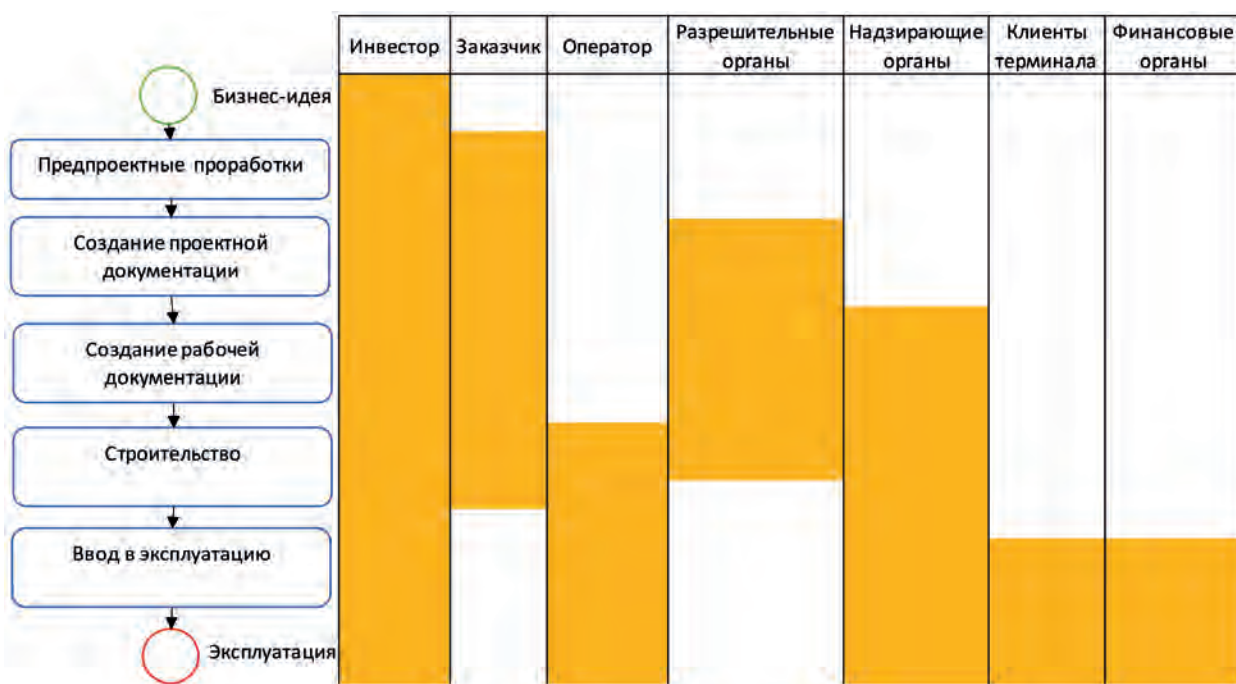 Инвестор
Заказчик
Оператор
Разрешительные
органы
Надзирающие
органы
Клиенты
терминала
Финансовые
органы
Бизнес-идея
Предпроектные проработки
Создание проектной
документации
Создание рабочей
документации
Строительство
Ввод в эксплуатацию
Эксплуатация